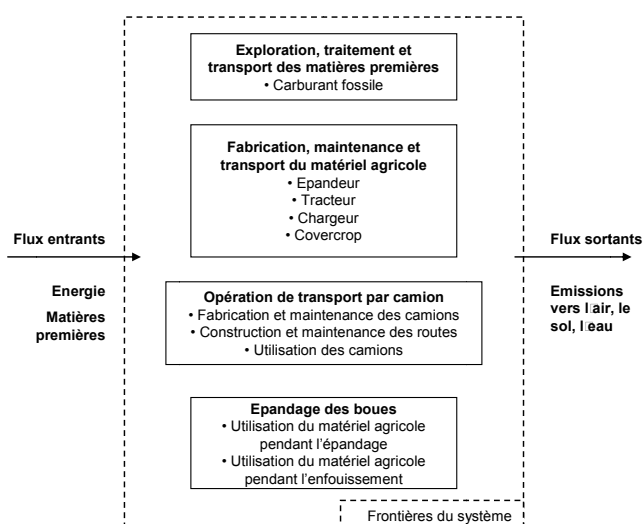 Exploration, traitement et
transport des matières premières
• Carburant fossile
Fabrication, maintenance et
transport du matériel agricole
• Epandeur
• Tracteur
• Chargeur
• Covercrop
Flux entrants
Energie
Matières
premières
Flux sortants
Emissions
vers l▯air, le
sol, l▯eau
Opération de transport par camion
• Fabrication et maintenance des camions
• Construction et maintenance des routes
• Utilisation des camions
Epandage des boues
• Utilisation du matériel agricole
pendant l’épandage
• Utilisation du matériel agricole
pendant l’enfouissement
Frontières du système